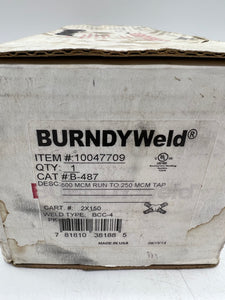 BURNDYWeld®
ITEM #:10047709
QTY: 1
CAT #:B-487
DESC:500 MCM RUN TO 250 MCM TAP
CART. #: 2X150
WELD TYPE: BCC-4
7 81810 38188 5
MADE IN USA